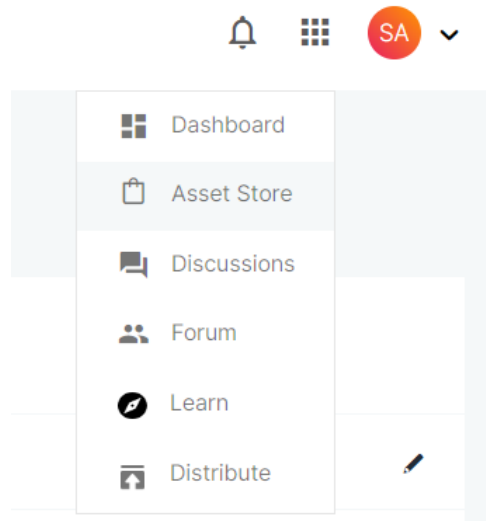 SA
Dashboard
Asset Store
Discussions
Forum
Learn
Distribute